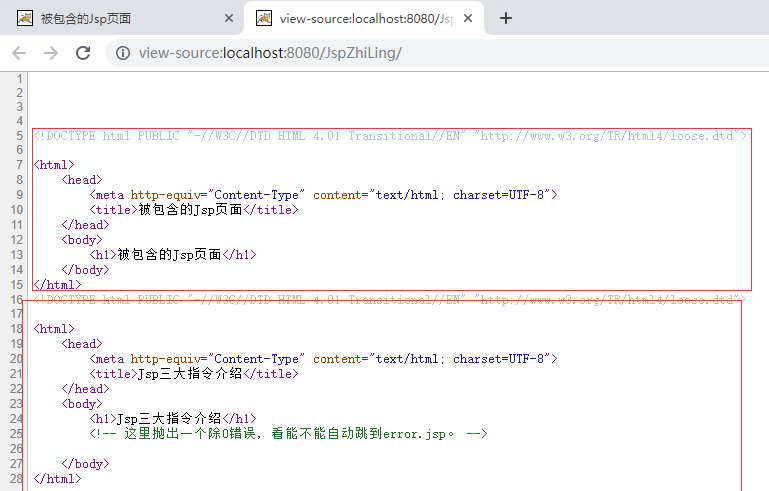 被包含的Jsp页面
view-source:localhost:8080/Jsp
view-source:localhost:8080/JspZhiLing/
1
2
3
4
5 <!DOCTYPE html PUBLIC "-//W3C//DTD HTML 4.01 Transitional//EN" "http://www.w3.org/TR/html4/loose.dtd">
6
7 <html>
8 <head>
9 <meta http-equiv="Content-Type" content="text/html; charset=UTF-8">
10 <title>被包含的Jsp页面</title>
11 </head>
12 <body>
13 <h1>被包含的Jsp页面</h1>
14 </body>
15 </html>
16 <!DOCTYPE html PUBLIC "-//W3C//DTD HTML 4.01 Transitional//EN" "http://www.w3.org/TR/html4/loose.dtd">
17
18 <html>
19 <head>
20 <meta http-equiv="Content-Type" content="text/html; charset=UTF-8">
21 <title>Jsp三大指令介绍</title>
22 </head>
23 <body>
24 <h1>Jsp三大指令介绍</h1>
25 <!-- 这里抛出一个除0错误, 看能不能自动跳到error.jsp。 -->
26
27 </body>
28 </html>